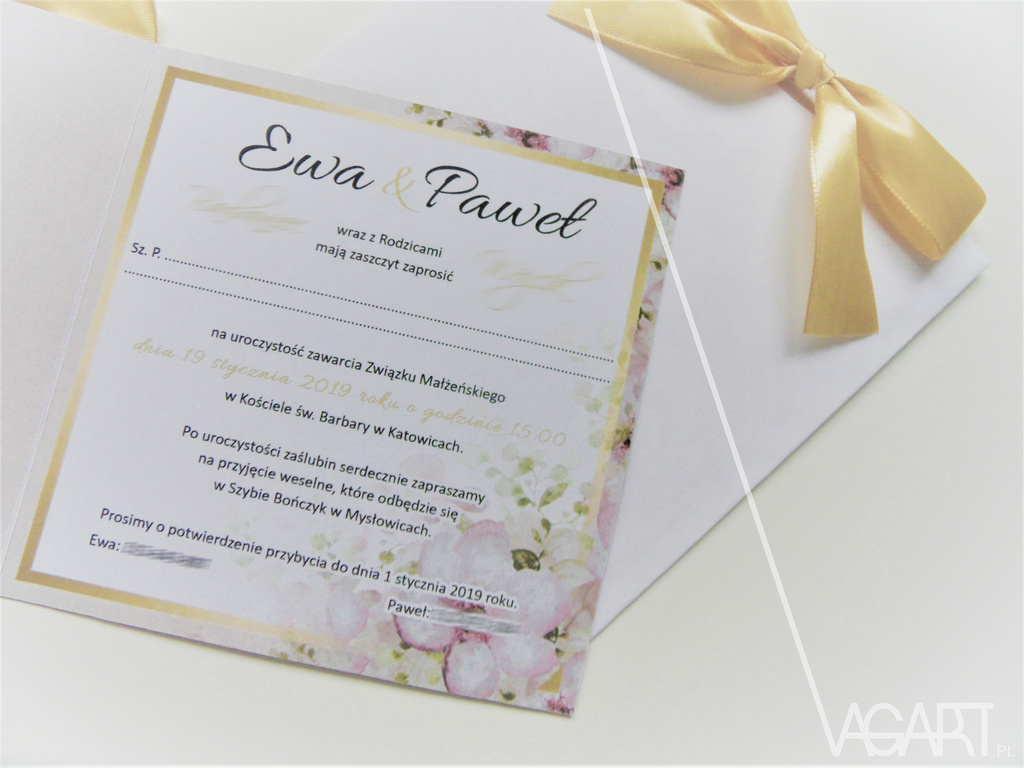 Ewa & Paweł
wraz z Rodzicami
mają zaszczyt zaprosić
Sz. P. ........................................................................
........................................................................
na uroczystość zawarcia Związku Małżeńskiego
dnia 19 stycznia 2019 roku o godzinie 15:00
w Kościele św. Barbary w Katowicach.
Po uroczystości zaślubin serdecznie zapraszamy
na przyjęcie weselne, które odbędzie się
w Szybie Bończyk w Mysłowicach.
Prosimy o potwierdzenie przybycia do dnia 1 stycznia 2019 roku.
Ewa:
Paweł:
VAGART.PL